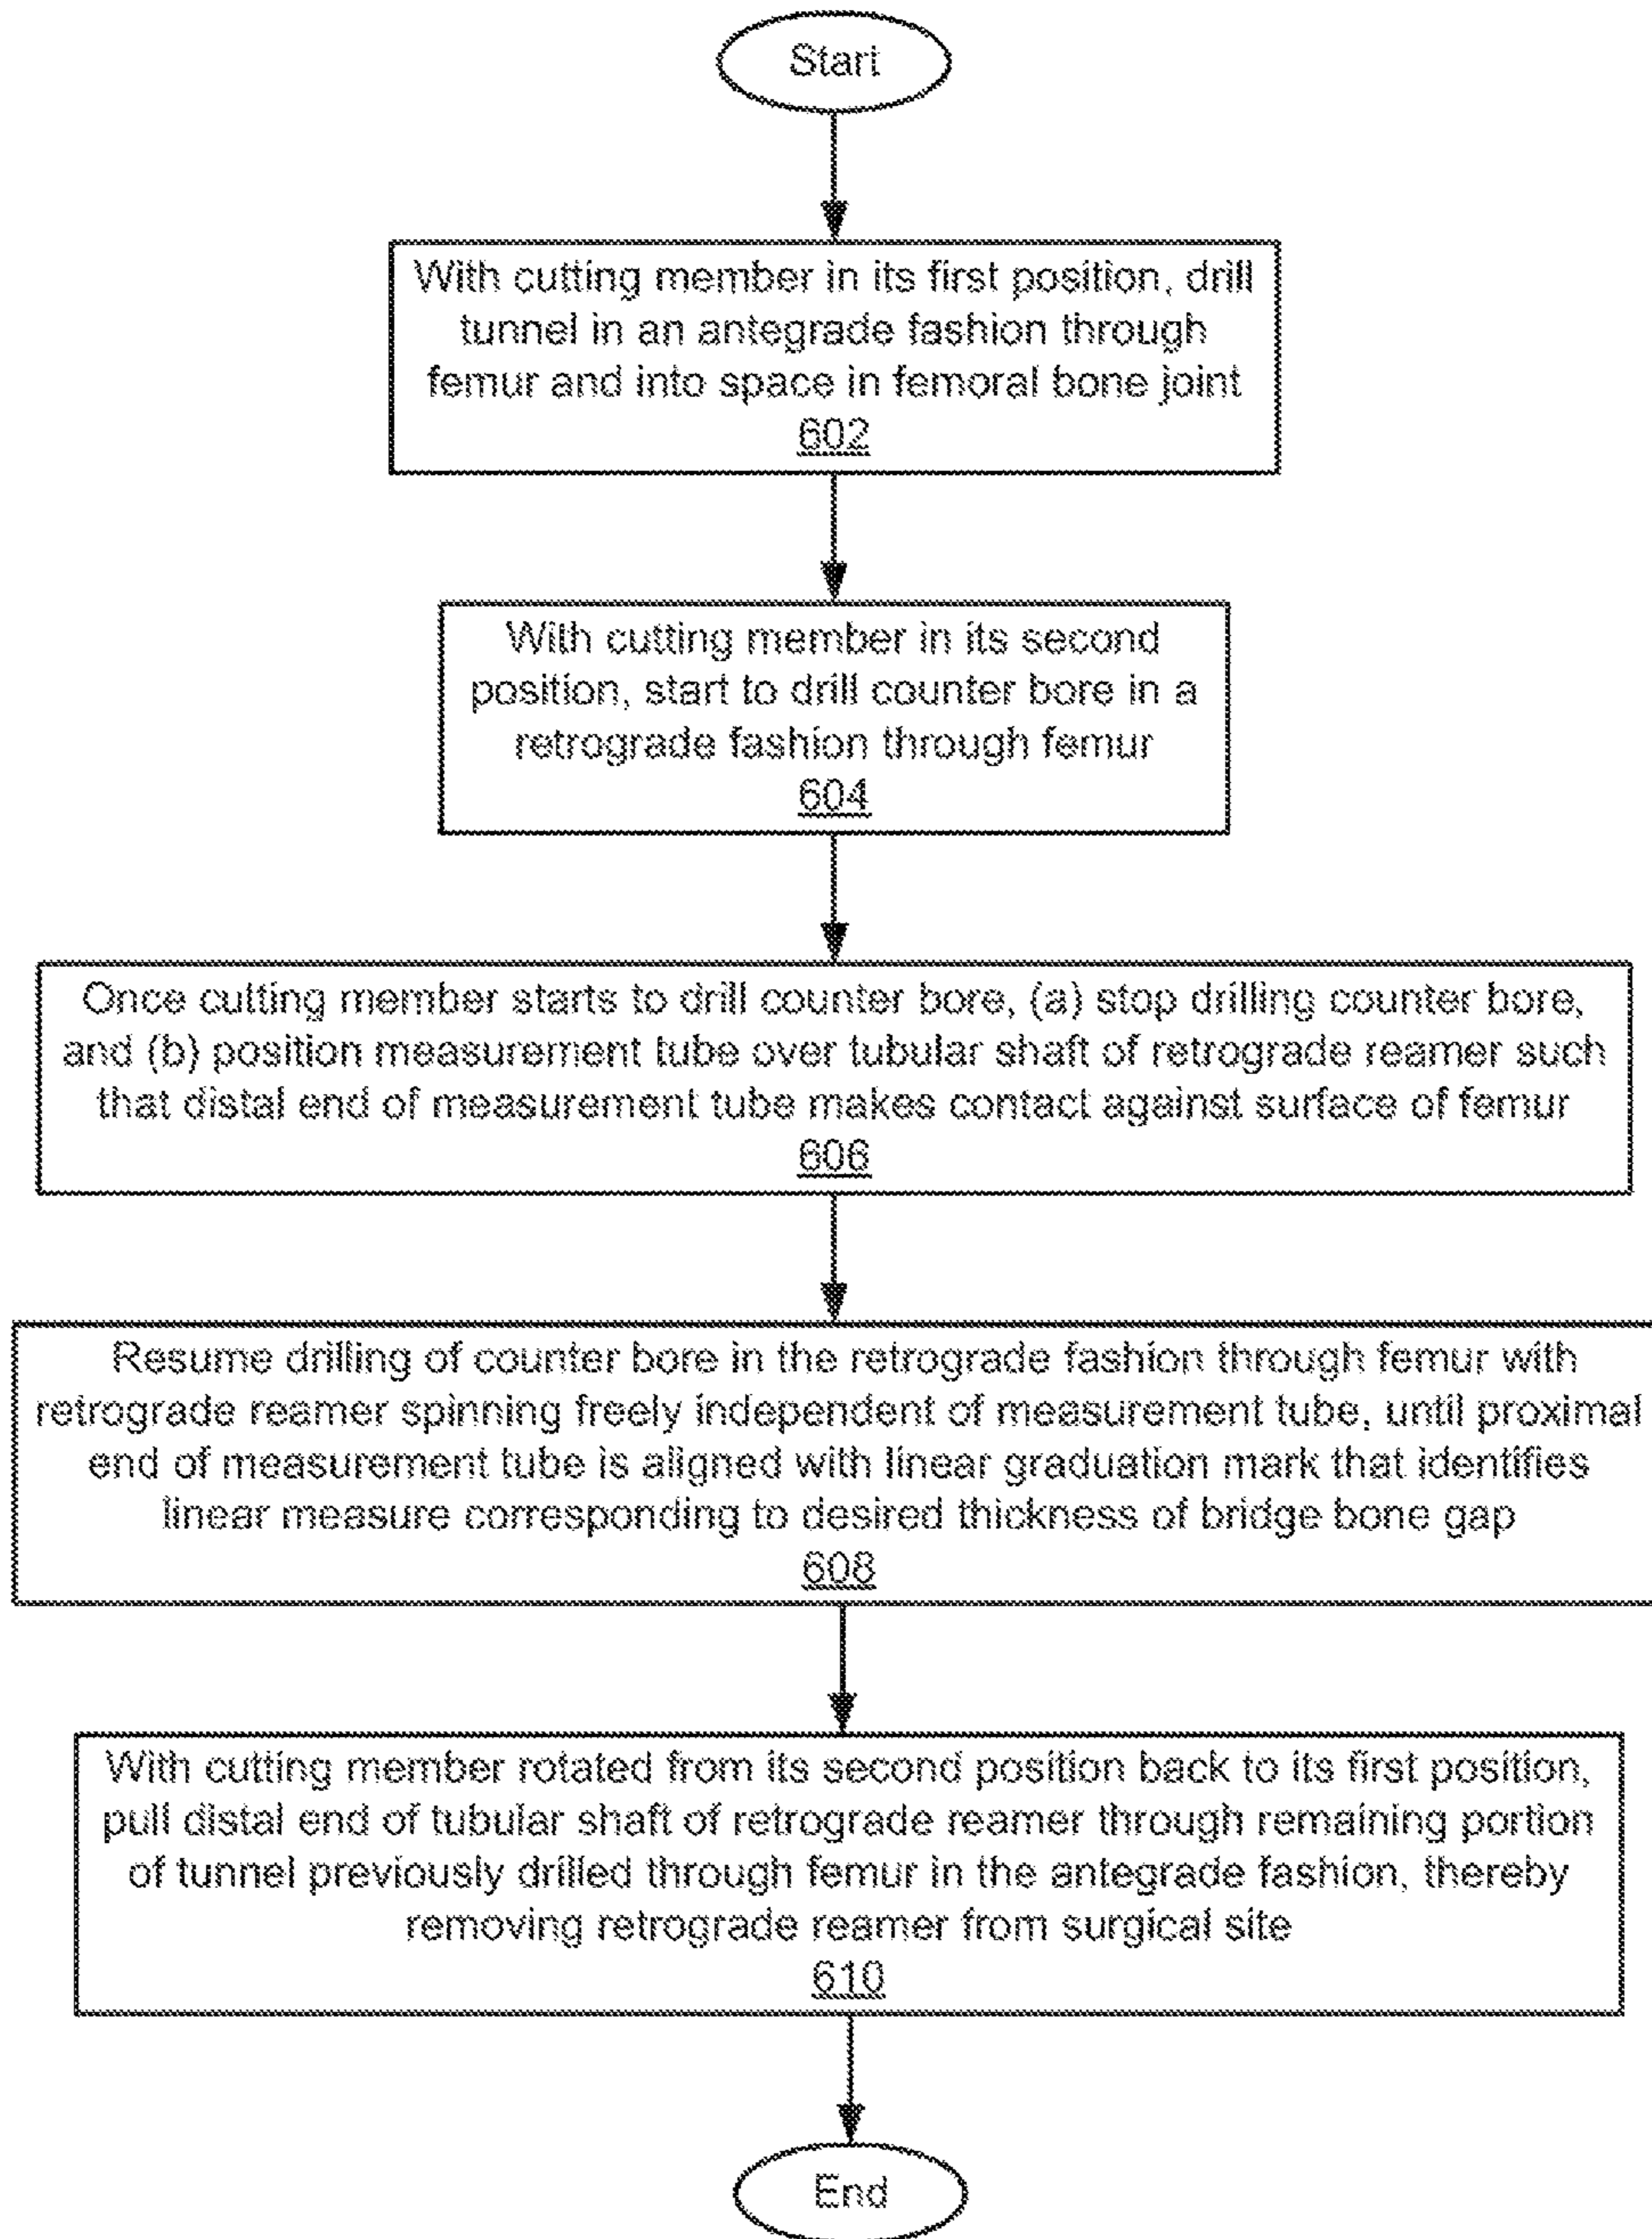 Start
With cutting member in its first position, drill
tunnel in an antegrade fashion through
femur and into space in femoral bone joint
602
With cutting member in its second
position, start to drill counter bore in a
retrograde fashion through femur
604
Once cutting member starts to drill counter bore, (a) stop drilling counter bore,
and (b) position measurement tube over tubular shaft of retrograde reamer such
that distal end of measurement tube makes contact against surface of femur
606
Resume drilling of counter bore in the retrograde fashion through femur with
retrograde reamer spinning freely independent of measurement tube, until proximal
end of measurement tube is aligned with linear graduation mark that identifies
linear measure corresponding to desired thickness of bridge bone gap
608
With cutting member rotated from its second position back to its first position,
pull distal end of tubular shaft of retrograde reamer through remaining portion
of tunnel previously drilled through femur in the antegrade fashion, thereby
removing retrograde reamer from surgical site
610
End